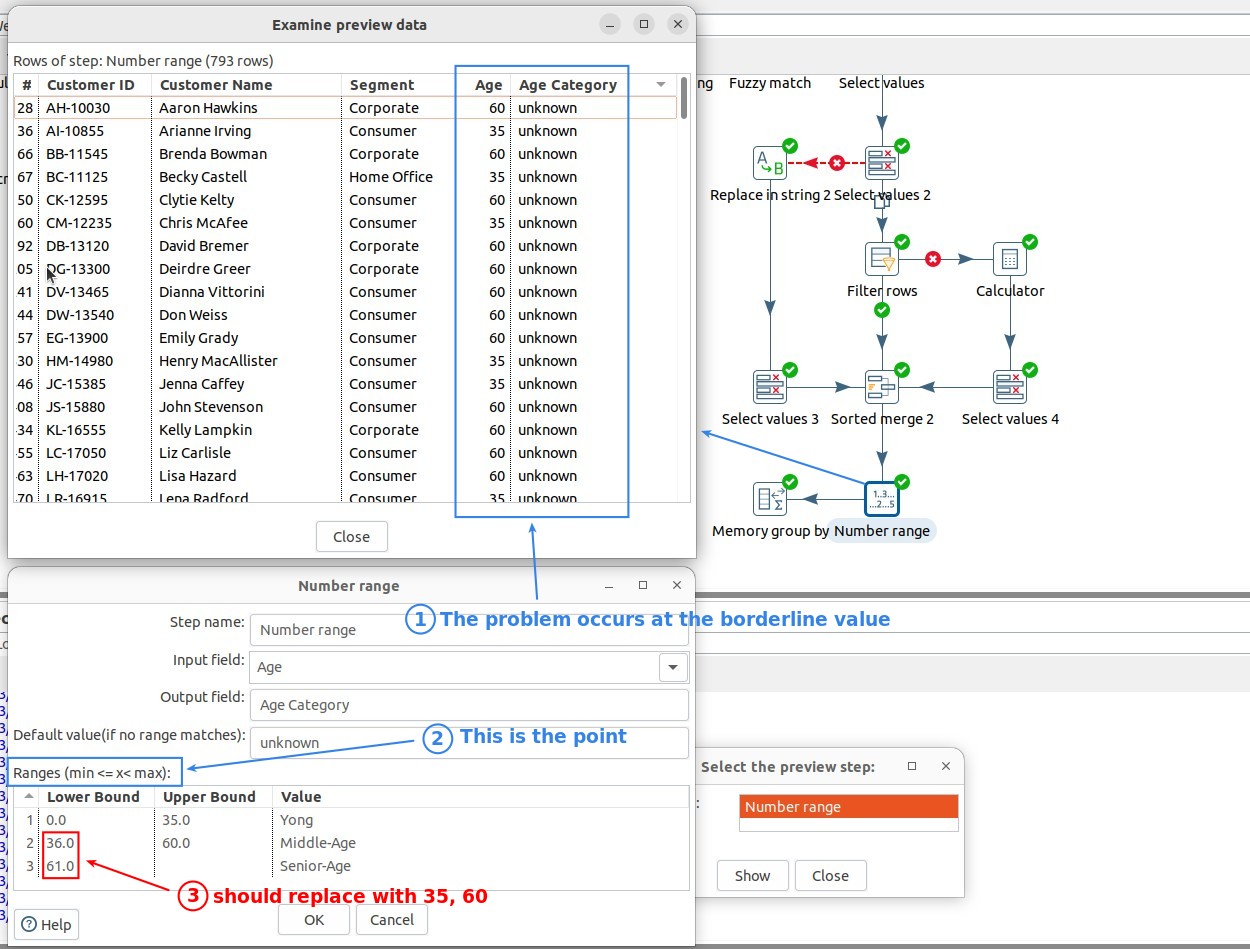 Examine preview data
Rows of step: Number range (793 rows)
# Customer ID Customer Name Segment Age Age Category
28 AH-10030 Aaron Hawkins Corporate 60 unknown
36 AI-10855 Arianne Irving Consumer 35 unknown
66 BB-11545 Brenda Bowman Corporate 60 unknown
67 BC-11125 Becky Castell Home Office 35 unknown
50 CK-12595 Clytie Kelty Consumer 60 unknown
60 CM-12235 Chris McAfee Consumer 35 unknown
92 DB-13120 David Bremer Corporate 60 unknown
05 DG-13300 Deirdre Greer Corporate 60 unknown
41 DV-13465 Dianna Vittorini Consumer 60 unknown
44 DW-13540 Don Weiss Consumer 60 unknown
57 EG-13900 Emily Grady Consumer 60 unknown
30 HM-14980 Henry MacAllister Consumer 35 unknown
46 JC-15385 Jenna Caffey Consumer 35 unknown
08 JS-15880 John Stevenson Consumer 60 unknown
34 KL-16555 Kelly Lampkin Corporate 60 unknown
55 LC-17050 Liz Carlisle Consumer 60 unknown
63 LH-17020 Lisa Hazard Consumer 60 unknown
70 LR-16915 Lena Radford Consumer 35 unknown
Close
ng Fuzzy match Select values
A B
Replace in string 2 Select values 2
Filter rows Calculator
Select values 3 Sorted merge 2 Select values 4
Σ 1..3...
...2...5
Memory group by Number range
Number range
1 The problem occurs at the borderline value
Step name: Number range
Input field: Age
Output field: Age Category
2 This is the point
Default value(if no range matches): unknown
Ranges (min <= x< max):
Lower Bound Upper Bound Value
1 0.0 35.0 Yong
2 36.0 60.0 Middle-Age
3 61.0 Senior-Age
3 should replace with 35, 60
Help OK Cancel
Select the preview step:
: Number range
Show Close